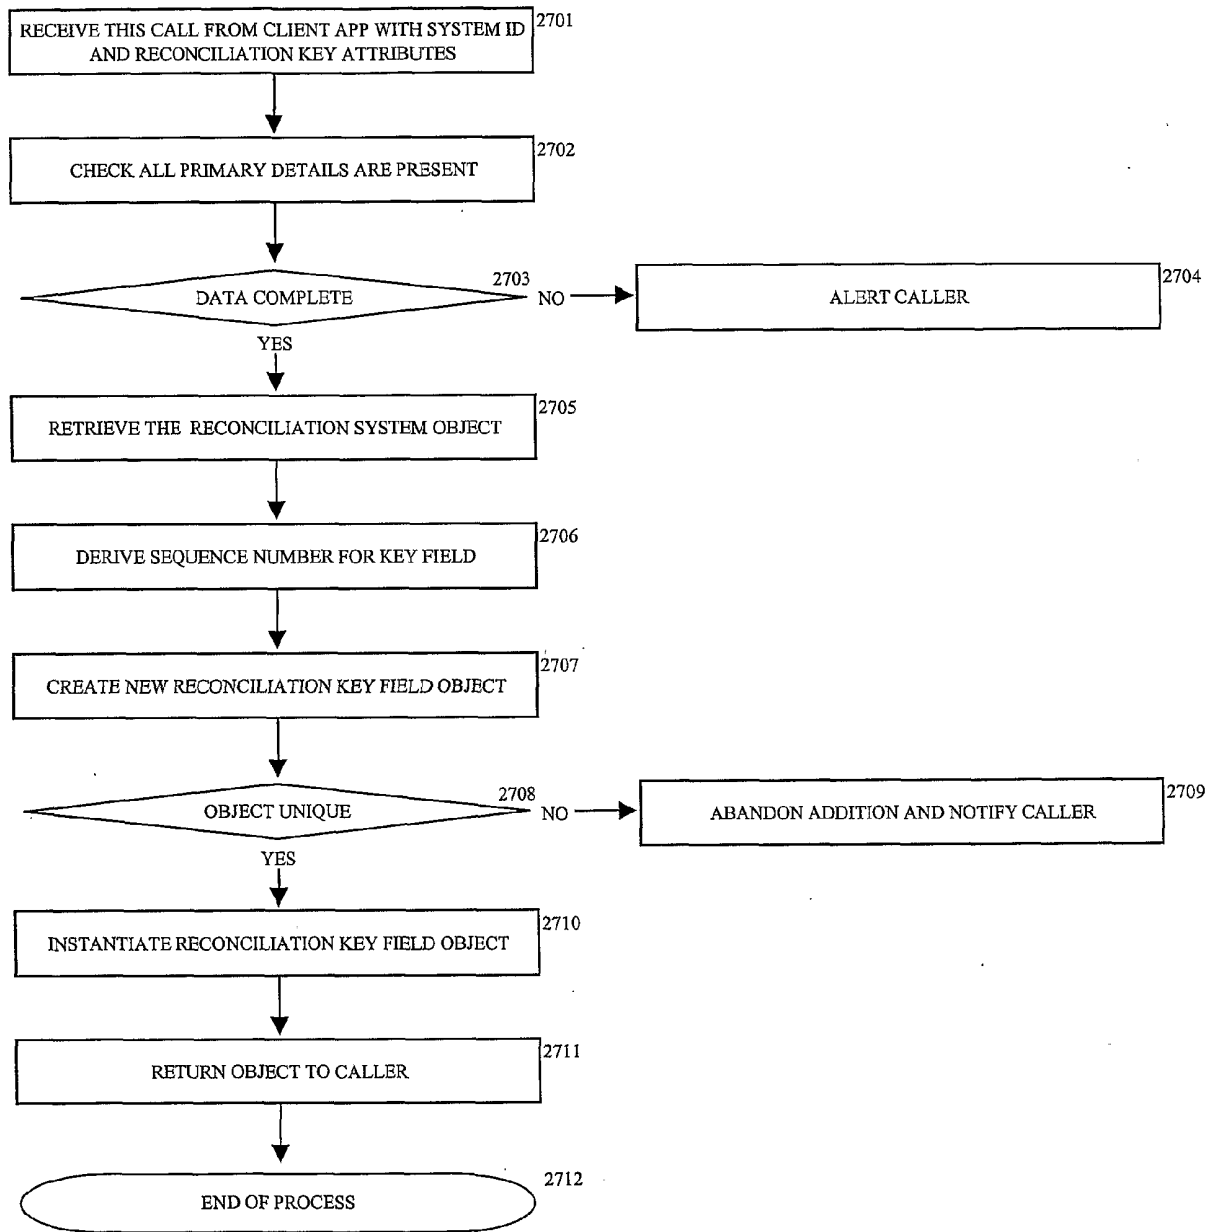 RECEIVE THIS CALL FROM CLIENT APP WITH SYSTEM ID
AND RECONCILIATION KEY ATTRIBUTES
2701
CHECK ALL PRIMARY DETAILS ARE PRESENT
2702
DATA COMPLETE
2703
NO
ALERT CALLER
2704
YES
RETRIEVE THE RECONCILIATION SYSTEM OBJECT
2705
DERIVE SEQUENCE NUMBER FOR KEY FIELD
2706
CREATE NEW RECONCILIATION KEY FIELD OBJECT
2707
OBJECT UNIQUE
2708
NO
ABANDON ADDITION AND NOTIFY CALLER
2709
YES
INSTANTIATE RECONCILIATION KEY FIELD OBJECT
2710
RETURN OBJECT TO CALLER
2711
END OF PROCESS
2712